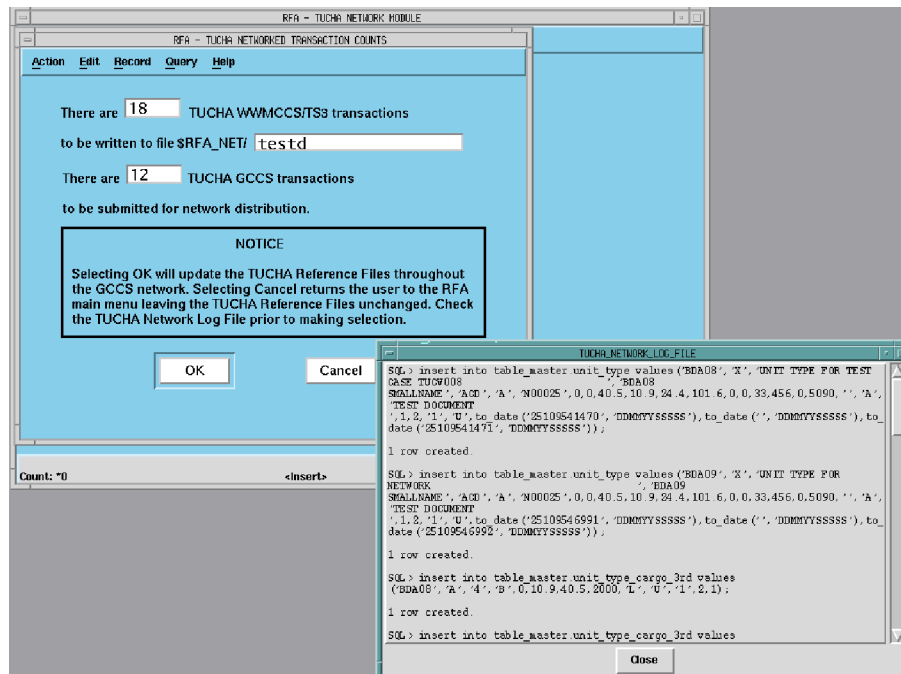 RFA - TUCHA NETWORK MODULE
RFA - TUCHA NETWORKED TRANSACTION COUNTS
Action Edit Record Query Help
There are 18 TUCHA WWMCCS/TS3 transactions
to be written to file $RFA_NET/ testd
There are 12 TUCHA GCCS transactions
to be submitted for network distribution.
NOTICE
Selecting OK will update the TUCHA Reference Files throughout
the GCCS network. Selecting Cancel returns the user to the RFA
main menu leaving the TUCHA Reference Files unchanged. Check
the TUCHA Network Log File prior to making selection.
OK Cancel
Count: *0 <Insert>
TUCHA_NETWORK_LOG_FILE
SQL> insert into table_master.unit_type values ('BDA08', 'X', 'UNIT TYPE FOR TEST
CASE TUCW008 ', 'BDA08
SMALLNAME', 'ACD', 'A', 'N00025',0,0,40.5,10.9,24.4,101.6,0,0,33,456,0,5090,' ', 'A',
'TEST DOCUMENT
',1,2,'1','U',to_date('25109541470','DDMMYYSSSSS'),to_date('','DDMMYYSSSSS'),to_
date('25109541471','DDMMYYSSSSS'));
1 row created.
SQL> insert into table_master.unit_type values ('BDA09', 'X', 'UNIT TYPE FOR
NETWORK ', 'BDA09
SMALLNAME', 'ACD', 'A', 'N00025',0,0,40.5,10.9,24.4,101.6,0,0,33,456,0,5090,' ', 'A',
'TEST DOCUMENT
',1,2,'1','U',to_date('25109546991','DDMMYYSSSSS'),to_date('','DDMMYYSSSSS'),to_
date('25109546992','DDMMYYSSSSS'));
1 row created.
SQL> insert into table_master.unit_type_cargo_3rd values
('BDA08','A','4','B',0,10.9,40.5,2000,'L','U','1',2,1);
1 row created.
SQL> insert into table_master.unit_type_cargo_3rd values
Close